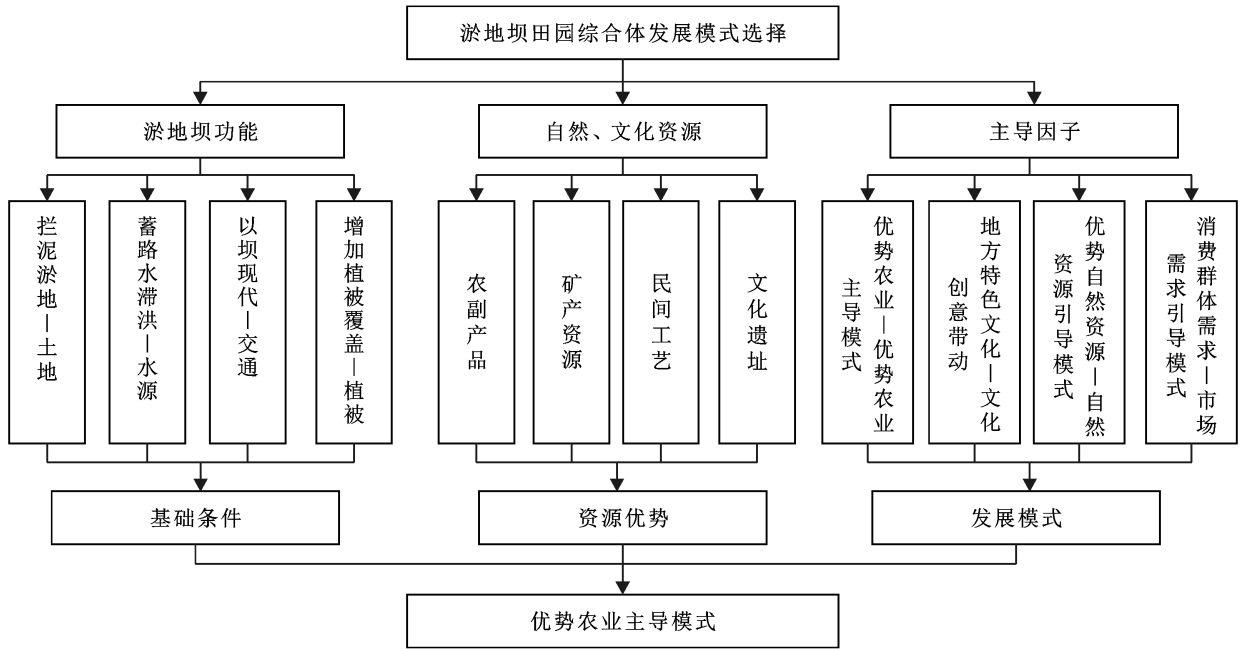 淤地坝田园综合体发展模式选择
淤地坝功能
自然、文化资源
主导因子
拦泥淤地—土地
蓄路水滞洪—水源
以坝现代—交通
增加植被覆盖—植被
农副产品
矿产资源
民间工艺
文化遗址
优势农业—优势农业
主导模式
地方特色文化—文化
创意带动
优势自然资源—自然
资源引导模式
消费群体需求—市场
需求引导模式
基础条件
资源优势
发展模式
优势农业主导模式